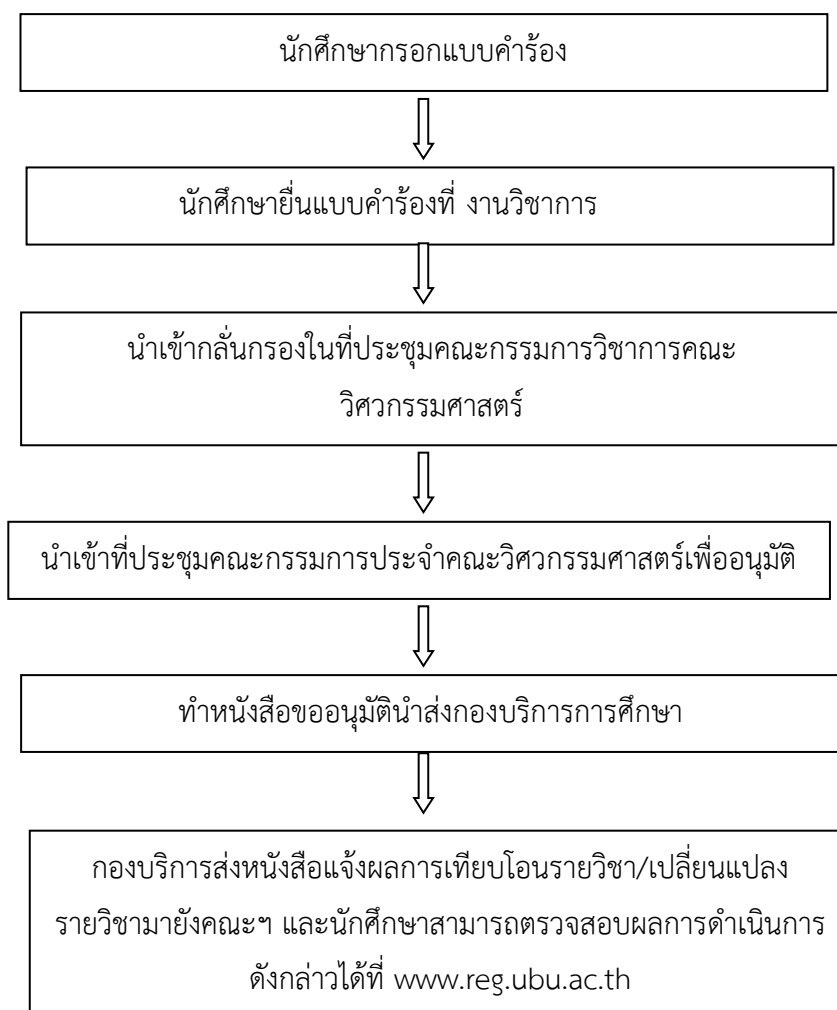 นักศึกษากรอกแบบคำร้อง
นักศึกษายื่นแบบคำร้องที่ งานวิชาการ
นำเข้ากลั่นกรองในที่ประชุมคณะกรรมการวิชาการคณะ
วิศวกรรมศาสตร์
นำเข้าที่ประชุมคณะกรรมการประจำคณะวิศวกรรมศาสตร์เพื่ออนุมัติ
ทำหนังสือขออนุมัตินำส่งกองบริการการศึกษา
กองบริการส่งหนังสือแจ้งผลการเทียบโอนรายวิชา/เปลี่ยนแปลง
รายวิชามายังคณะฯ และนักศึกษาสามารถตรวจสอบผลการดำเนินการ
ดังกล่าวได้ที่ www.reg.ubu.ac.th